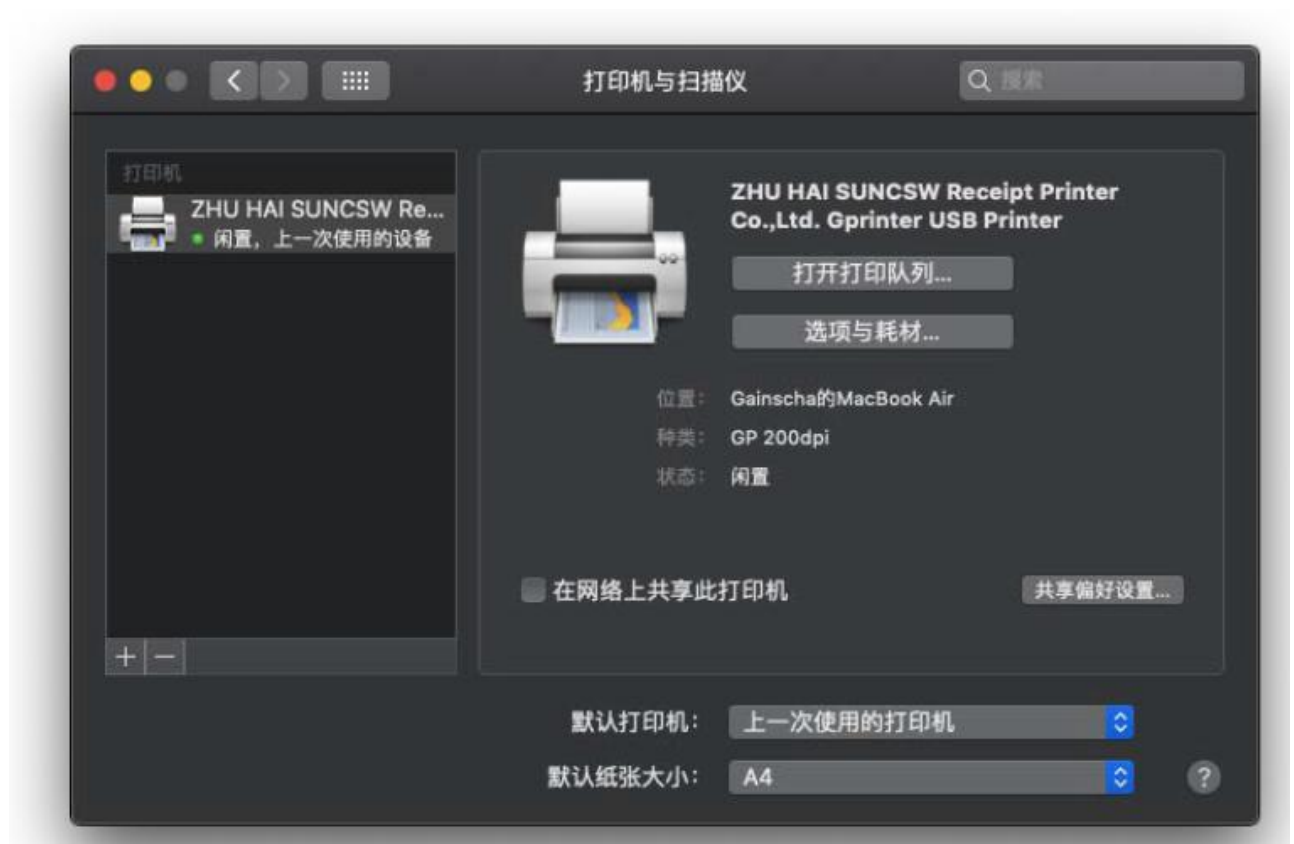 打印机与扫描仪
搜索
打印机
ZHU HAI SUNCSW Re...
闲置，上一次使用的设备
ZHU HAI SUNCSW Receipt Printer
Co.,Ltd. Gprinter USB Printer
打开打印队列...
选项与耗材...
位置： Gainscha的MacBook Air
种类： GP 200dpi
状态： 闲置
在网络上共享此打印机
共享偏好设置...
+ −
默认打印机： 上一次使用的打印机
默认纸张大小： A4
?